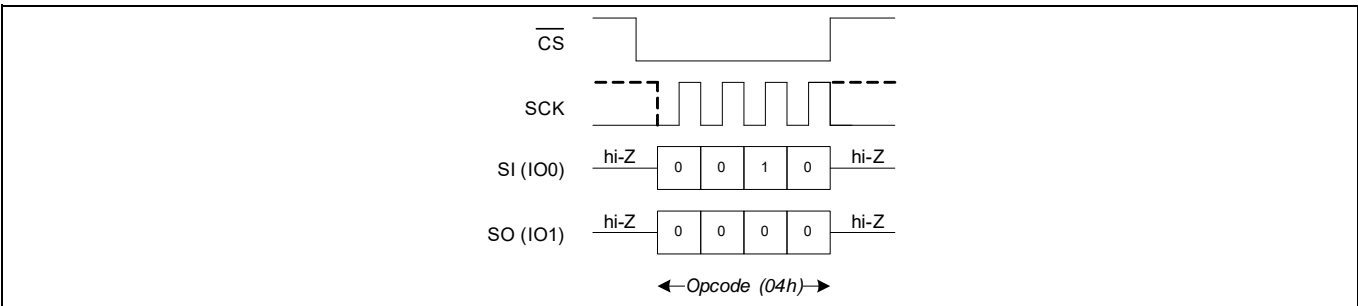 CS
SCK
SI (IO0) hi-Z 0 0 1 0 hi-Z
SO (IO1) hi-Z 0 0 0 0 hi-Z
Opcode (04h)